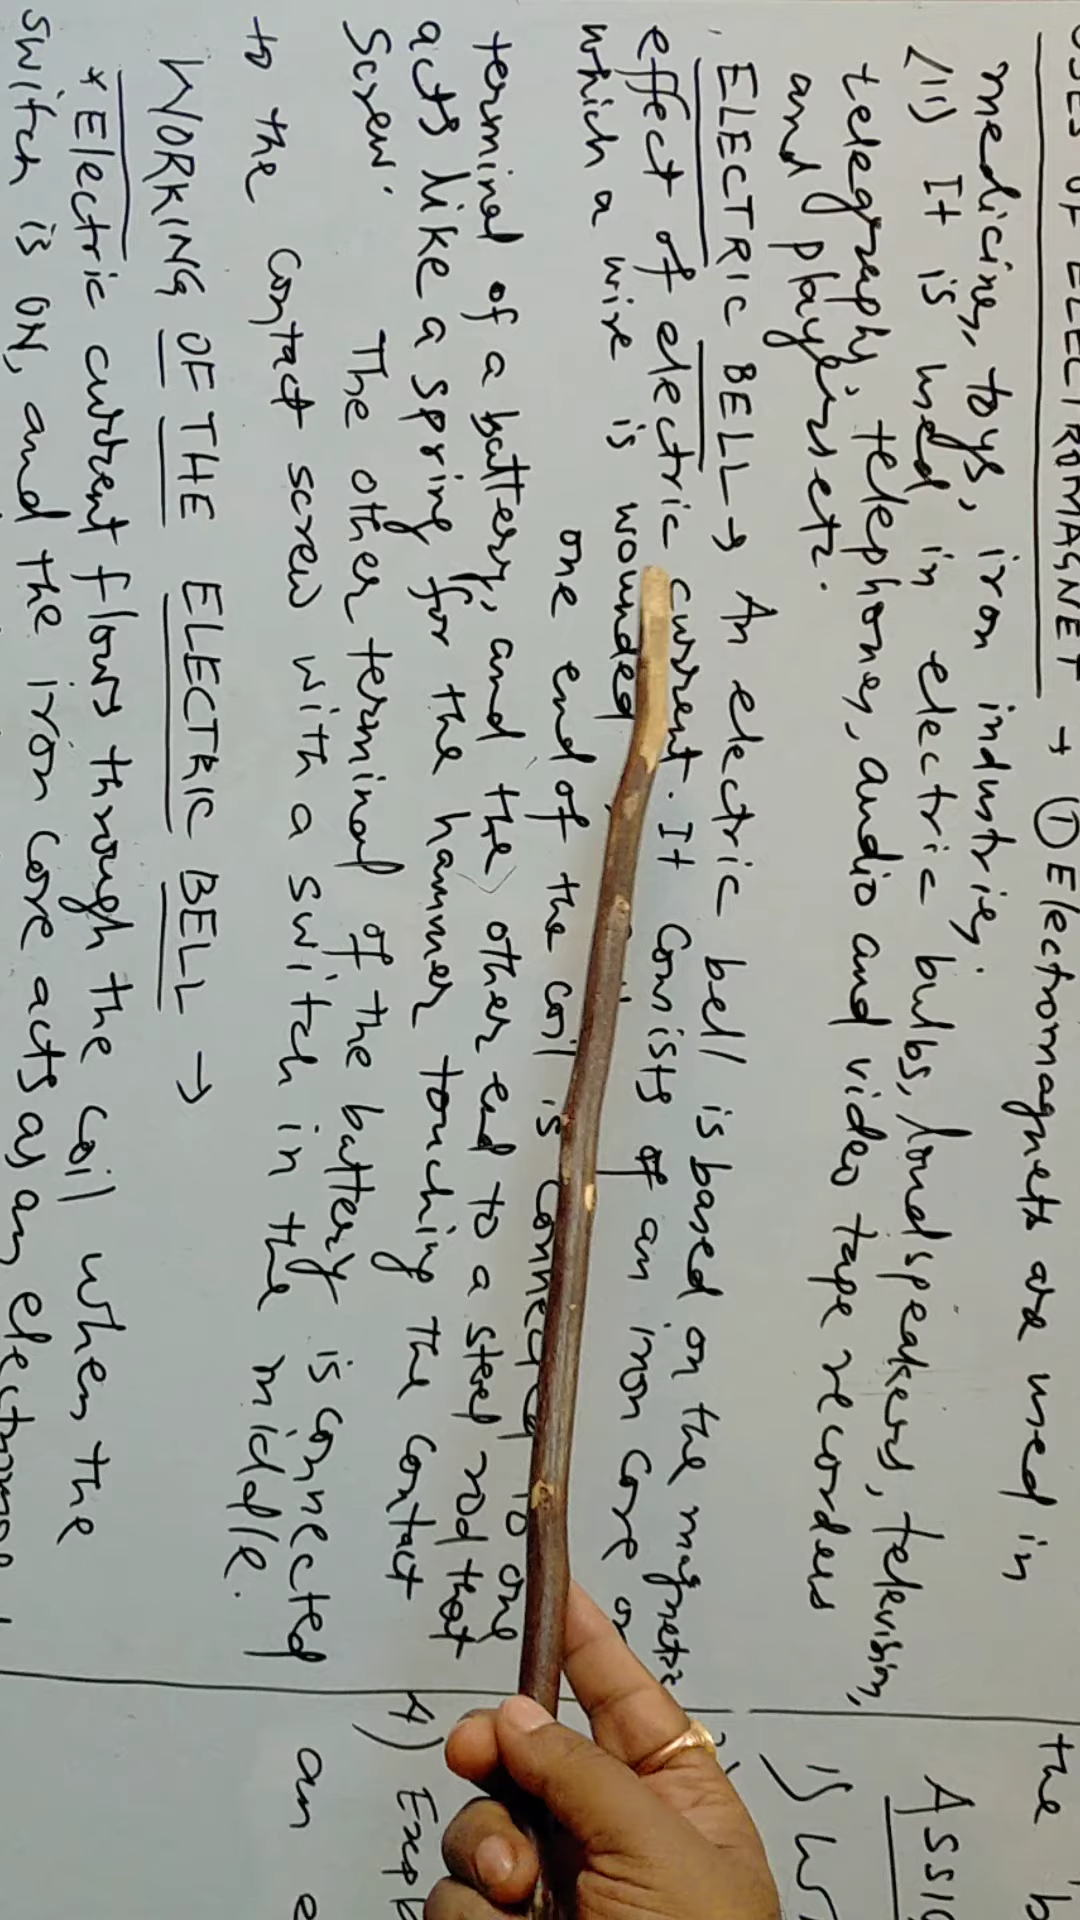 USES OF ELECTROMAGNET → ① Electromagnets are used in
medicines, toys, iron industries.
(ii) It is used in electric bulbs, loudspeakers, television,
telegraphs, telephones, audio and video tape recorders
and players etc.
ELECTRIC BELL → An electric bell is based on the magnetic
effect of electric current. It consists of an iron core
which a wire is wounded
one end of the coil is connected to one
terminal of a battery, and the other end to a steel rod that
acts like a spring for the hammer touching the contact
screw. The other terminal of the battery is connected
to the contact screw with a switch in the middle.
WORKING OF THE ELECTRIC BELL →
*Electric current flows through the coil when the
switch is ON, and the iron core acts as an
the
ASSIG
4) Expl
an e